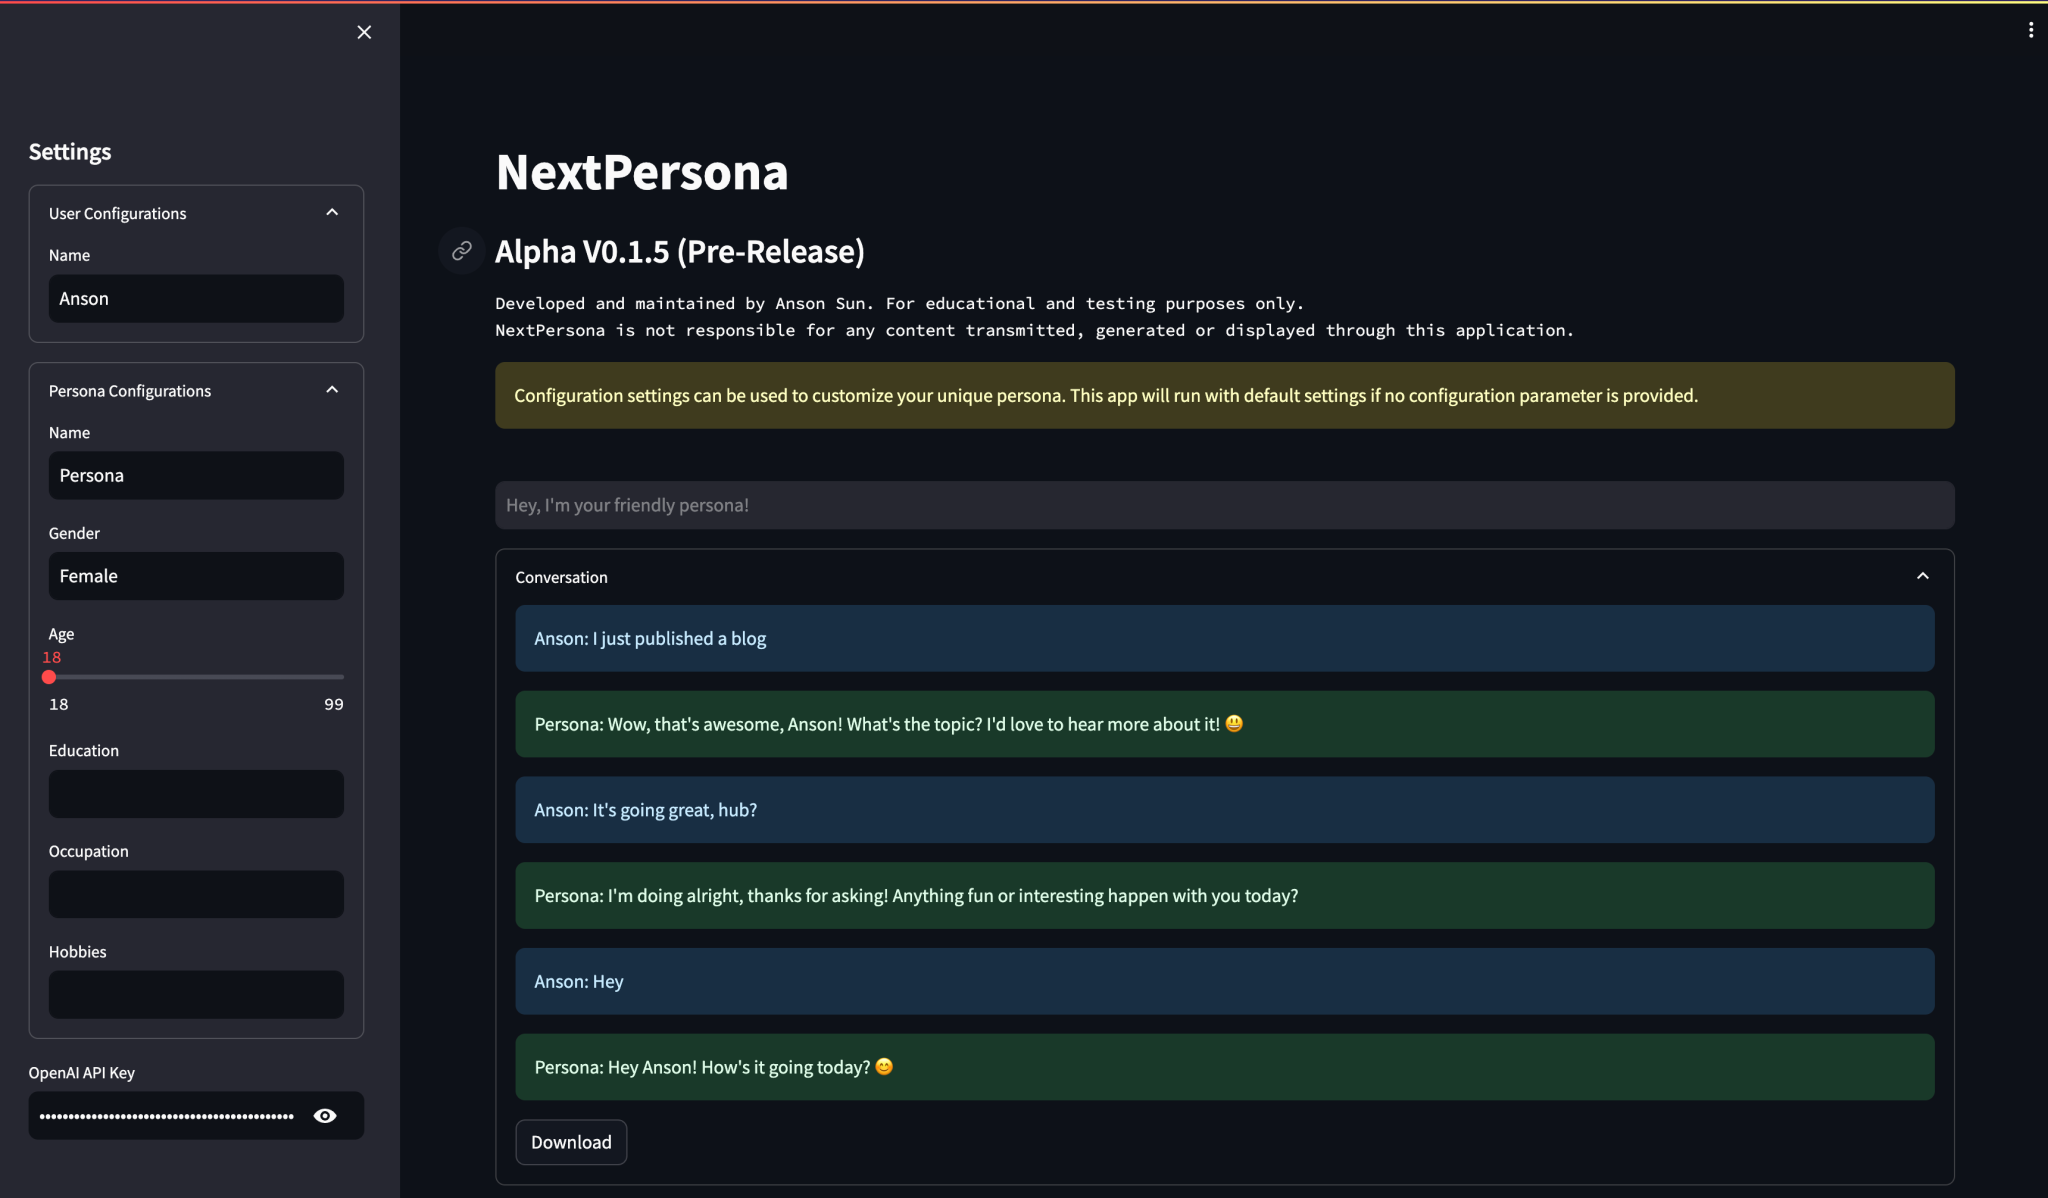 Settings
User Configurations
Name
Anson
Persona Configurations
Name
Persona
Gender
Female
Age
18
18 99
Education
Occupation
Hobbies
OpenAI API Key
NextPersona
Alpha V0.1.5 (Pre-Release)
Developed and maintained by Anson Sun. For educational and testing purposes only.
NextPersona is not responsible for any content transmitted, generated or displayed through this application.
Configuration settings can be used to customize your unique persona. This app will run with default settings if no configuration parameter is provided.
Hey, I'm your friendly persona!
Conversation
Anson: I just published a blog
Persona: Wow, that's awesome, Anson! What's the topic? I'd love to hear more about it! 😃
Anson: It's going great, hub?
Persona: I'm doing alright, thanks for asking! Anything fun or interesting happen with you today?
Anson: Hey
Persona: Hey Anson! How's it going today? 😊
Download